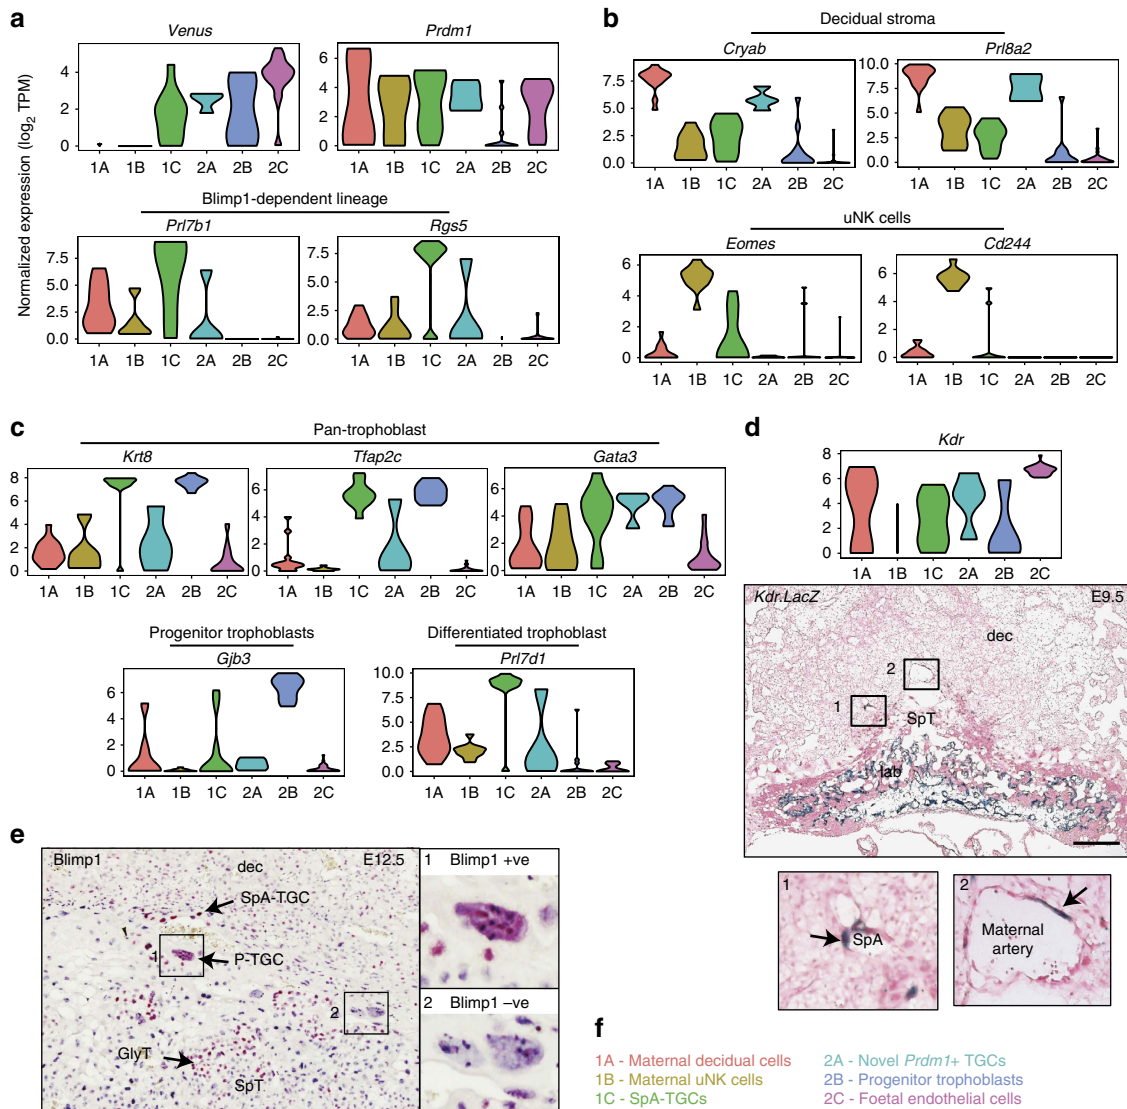 a
Normalized expression (log2 TPM)
Venus
4
2
0
1A 1B 1C 2A 2B 2C
Prdm1
6
4
2
0
1A 1B 1C 2A 2B 2C
Blimp1-dependent lineage
Prl7b1
7.5
5.0
2.5
0.0
1A 1B 1C 2A 2B 2C
Rgs5
7.5
5.0
2.5
0.0
1A 1B 1C 2A 2B 2C
b
Decidual stroma
Cryab
7.5
5.0
2.5
0.0
1A 1B 1C 2A 2B 2C
Prl8a2
10.0
7.5
5.0
2.5
0.0
1A 1B 1C 2A 2B 2C
uNK cells
Eomes
6
4
2
0
1A 1B 1C 2A 2B 2C
Cd244
6
4
2
0
1A 1B 1C 2A 2B 2C
c
Pan-trophoblast
Krt8
8
6
4
2
0
1A 1B 1C 2A 2B 2C
Tfap2c
6
4
2
0
1A 1B 1C 2A 2B 2C
Gata3
6
4
2
0
1A 1B 1C 2A 2B 2C
Progenitor trophoblasts
Gjb3
6
4
2
0
1A 1B 1C 2A 2B 2C
Differentiated trophoblast
Prl7d1
10.0
7.5
5.0
2.5
0.0
1A 1B 1C 2A 2B 2C
d
Kdr
8
6
4
2
0
1A 1B 1C 2A 2B 2C
Kdr.LacZ
E9.5
dec
2
1
SpT
lab
1
SpA
2
Maternal
artery
e
Blimp1
E12.5
dec
SpA-TGC
1
P-TGC
2
GlyT
SpT
1 Blimp1 +ve
2 Blimp1 –ve
f
1A - Maternal decidual cells
1B - Maternal uNK cells
1C - SpA-TGCs
2A - Novel Prdm1+ TGCs
2B - Progenitor trophoblasts
2C - Foetal endothelial cells